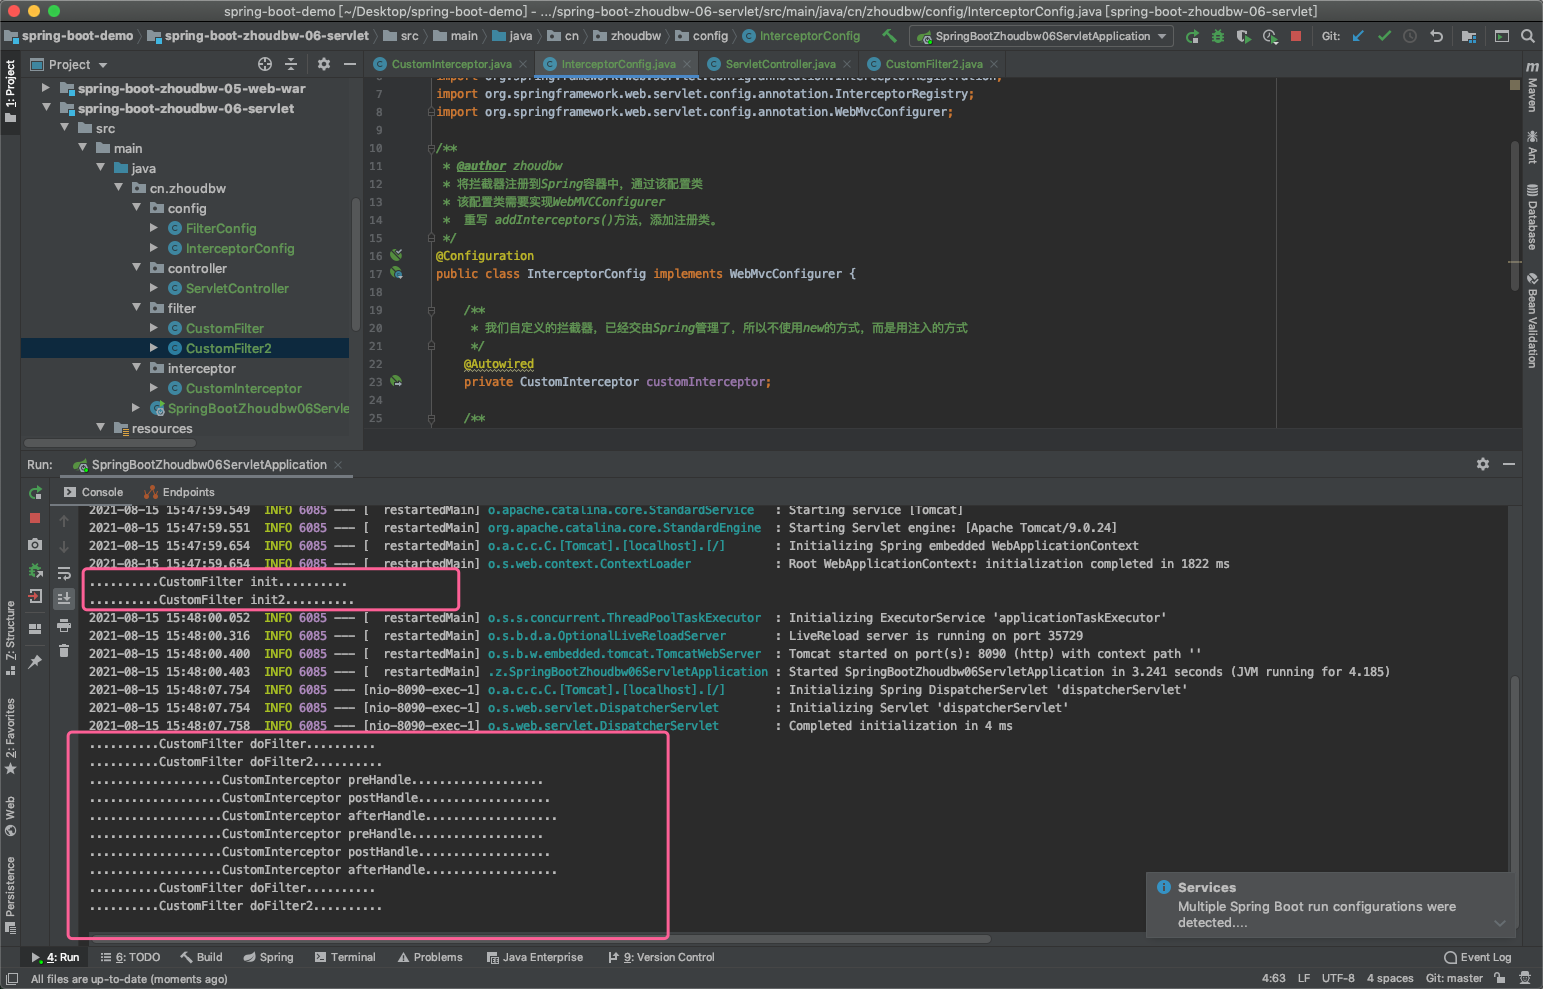 spring-boot-demo [~/Desktop/spring-boot-demo] - .../spring-boot-zhoudbw-06-servlet/src/main/java/cn/zhoudbw/config/InterceptorConfig.java [spring-boot-zhoudbw-06-servlet]
spring-boot-demo 〉 spring-boot-zhoudbw-06-servlet 〉 src 〉 main 〉 java 〉 cn 〉 zhoudbw 〉 config 〉 InterceptorConfig
SpringBootZhoudbw06ServletApplication
Git:
1: Project
Project
CustomInterceptor.java
InterceptorConfig.java
ServletController.java
CustomFilter2.java
spring-boot-zhoudbw-05-web-war
spring-boot-zhoudbw-06-servlet
src
main
java
cn.zhoudbw
config
FilterConfig
InterceptorConfig
controller
ServletController
filter
CustomFilter
CustomFilter2
interceptor
CustomInterceptor
SpringBootZhoudbw06Servle
resources
6 import org.springframework.web.servlet.config.annotation.InterceptorRegistration;
7 import org.springframework.web.servlet.config.annotation.InterceptorRegistry;
8 import org.springframework.web.servlet.config.annotation.WebMvcConfigurer;
9
10 /**
11 * @author zhoudbw
12 * 将拦截器注册到Spring容器中，通过该配置类
13 * 该配置类需要实现WebMVCConfigurer
14 * 重写 addInterceptors()方法，添加注册类。
15 */
16 @Configuration
17 public class InterceptorConfig implements WebMvcConfigurer {
18
19 /**
20 * 我们自定义的拦截器，已经交由Spring管理了，所以不使用new的方式，而是用注入的方式
21 */
22 @Autowired
23 private CustomInterceptor customInterceptor;
24
25 /**
Maven
Ant
Database
Bean Validation
Run:
SpringBootZhoudbw06ServletApplication
Console
Endpoints
2021-08-15 15:47:59.549 INFO 6085 --- [ restartedMain] o.apache.catalina.core.StandardService : Starting service [Tomcat]
2021-08-15 15:47:59.551 INFO 6085 --- [ restartedMain] org.apache.catalina.core.StandardEngine : Starting Servlet engine: [Apache Tomcat/9.0.24]
2021-08-15 15:47:59.654 INFO 6085 --- [ restartedMain] o.a.c.c.C.[Tomcat].[localhost].[/] : Initializing Spring embedded WebApplicationContext
2021-08-15 15:47:59.654 INFO 6085 --- [ restartedMain] o.s.web.context.ContextLoader : Root WebApplicationContext: initialization completed in 1822 ms
..........CustomFilter init..........
..........CustomFilter init2..........
2021-08-15 15:48:00.052 INFO 6085 --- [ restartedMain] o.s.s.concurrent.ThreadPoolTaskExecutor : Initializing ExecutorService 'applicationTaskExecutor'
2021-08-15 15:48:00.316 INFO 6085 --- [ restartedMain] o.s.b.d.a.OptionalLiveReloadServer : LiveReload server is running on port 35729
2021-08-15 15:48:00.400 INFO 6085 --- [ restartedMain] o.s.b.w.embedded.tomcat.TomcatWebServer : Tomcat started on port(s): 8090 (http) with context path ''
2021-08-15 15:48:00.403 INFO 6085 --- [ restartedMain] .z.SpringBootZhoudbw06ServletApplication : Started SpringBootZhoudbw06ServletApplication in 3.241 seconds (JVM running for 4.185)
2021-08-15 15:48:07.754 INFO 6085 --- [nio-8090-exec-1] o.a.c.c.C.[Tomcat].[localhost].[/] : Initializing Spring DispatcherServlet 'dispatcherServlet'
2021-08-15 15:48:07.754 INFO 6085 --- [nio-8090-exec-1] o.s.web.servlet.DispatcherServlet : Initializing Servlet 'dispatcherServlet'
2021-08-15 15:48:07.758 INFO 6085 --- [nio-8090-exec-1] o.s.web.servlet.DispatcherServlet : Completed initialization in 4 ms
..........CustomFilter doFilter..........
..........CustomFilter doFilter2..........
...................CustomInterceptor preHandle...................
...................CustomInterceptor postHandle...................
...................CustomInterceptor afterHandle...................
...................CustomInterceptor preHandle...................
...................CustomInterceptor postHandle...................
...................CustomInterceptor afterHandle...................
..........CustomFilter doFilter..........
..........CustomFilter doFilter2..........
Z: Structure
2: Favorites
Web
Persistence
Services
Multiple Spring Boot run configurations were
detected....
4: Run
6: TODO
Build
Spring
Terminal
Problems
Java Enterprise
9: Version Control
Event Log
All files are up-to-date (moments ago)
4:63 LF UTF-8 4 spaces Git: master